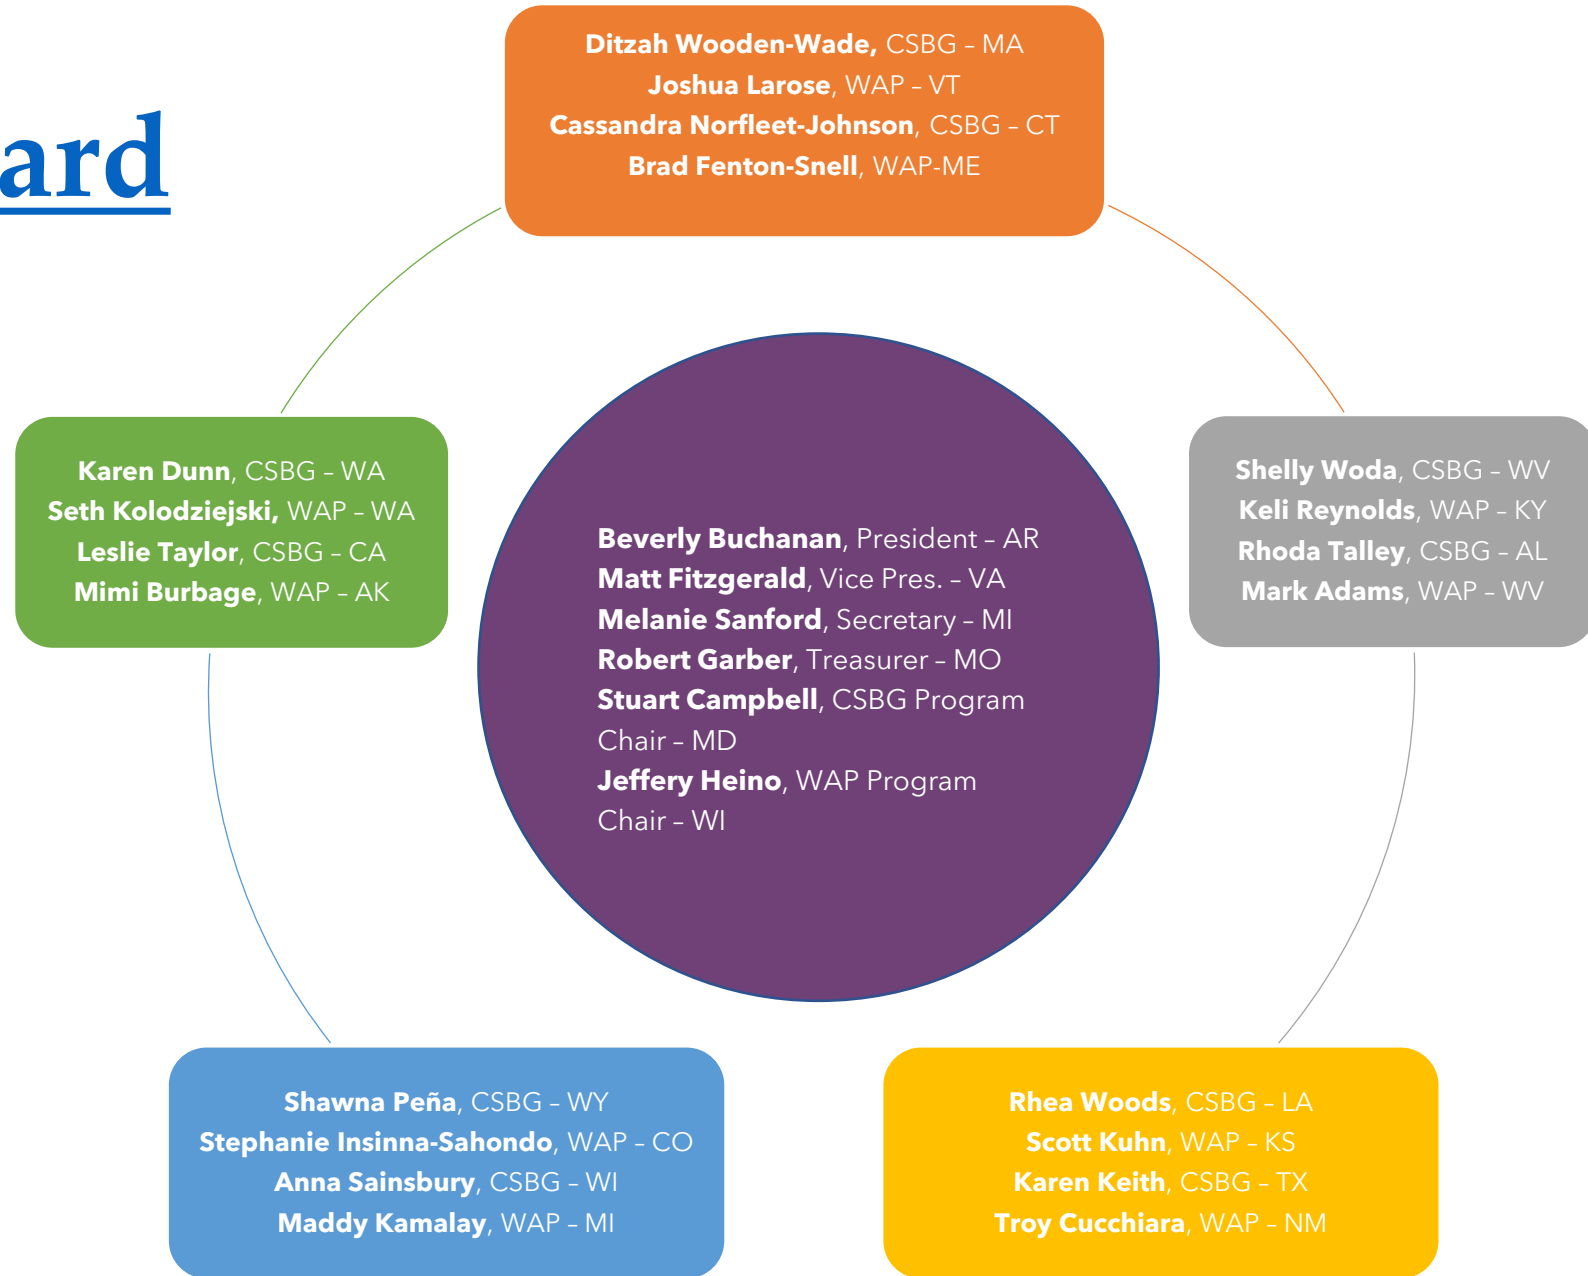 ard
Ditzah Wooden-Wade, CSBG – MA
Joshua Larose, WAP – VT
Cassandra Norfleet-Johnson, CSBG – CT
Brad Fenton-Snell, WAP-ME
Karen Dunn, CSBG – WA
Seth Kolodziejski, WAP – WA
Leslie Taylor, CSBG – CA
Mimi Burbage, WAP – AK
Beverly Buchanan, President – AR
Matt Fitzgerald, Vice Pres. – VA
Melanie Sanford, Secretary – MI
Robert Garber, Treasurer – MO
Stuart Campbell, CSBG Program
Chair – MD
Jeffery Heino, WAP Program
Chair – WI
Shelly Woda, CSBG – WV
Keli Reynolds, WAP – KY
Rhoda Talley, CSBG – AL
Mark Adams, WAP – WV
Shawna Peña, CSBG – WY
Stephanie Insinna-Sahondo, WAP – CO
Anna Sainsbury, CSBG – WI
Maddy Kamalay, WAP – MI
Rhea Woods, CSBG – LA
Scott Kuhn, WAP – KS
Karen Keith, CSBG – TX
Troy Cucchiara, WAP – NM